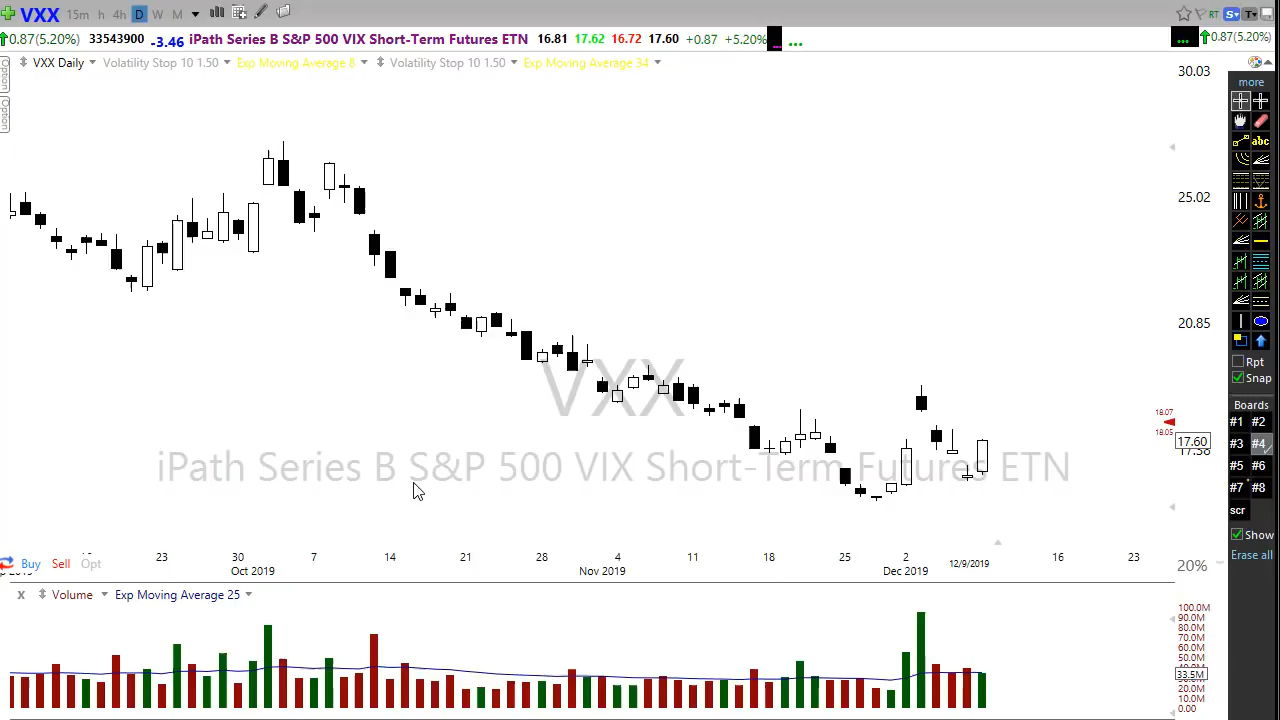 VXX 15m h 4h D W M RT S T
0.87(5.20%) 33543900 -3.46 iPath Series B S&P 500 VIX Short-Term Futures ETN 16.81 17.62 16.72 17.60 +0.87 +5.20% ... ... 0.87(5.20%)
VXX Daily Volatility Stop 10 1.50 Exp Moving Average 8 Volatility Stop 10 1.50 Exp Moving Average 34
Option
Option
30.03
25.02
20.85
18.07
18.05
17.60
VXX
iPath Series B S&P 500 VIX Short-Term Futures ETN
more
abc
Rpt
Snap
Boards
#1 #2
#3 #4
#5 #6
#7 #8
scr
Show
Erase all
23 30 7 14 21 28 4 11 18 25 2 12/9/2019 16 23
Oct 2019 Nov 2019 Dec 2019
Buy Sell Opt
20%
X Volume Exp Moving Average 25
100.0M
90.0M
80.0M
70.0M
60.0M
50.0M
33.5M
20.0M
10.0M
0.00